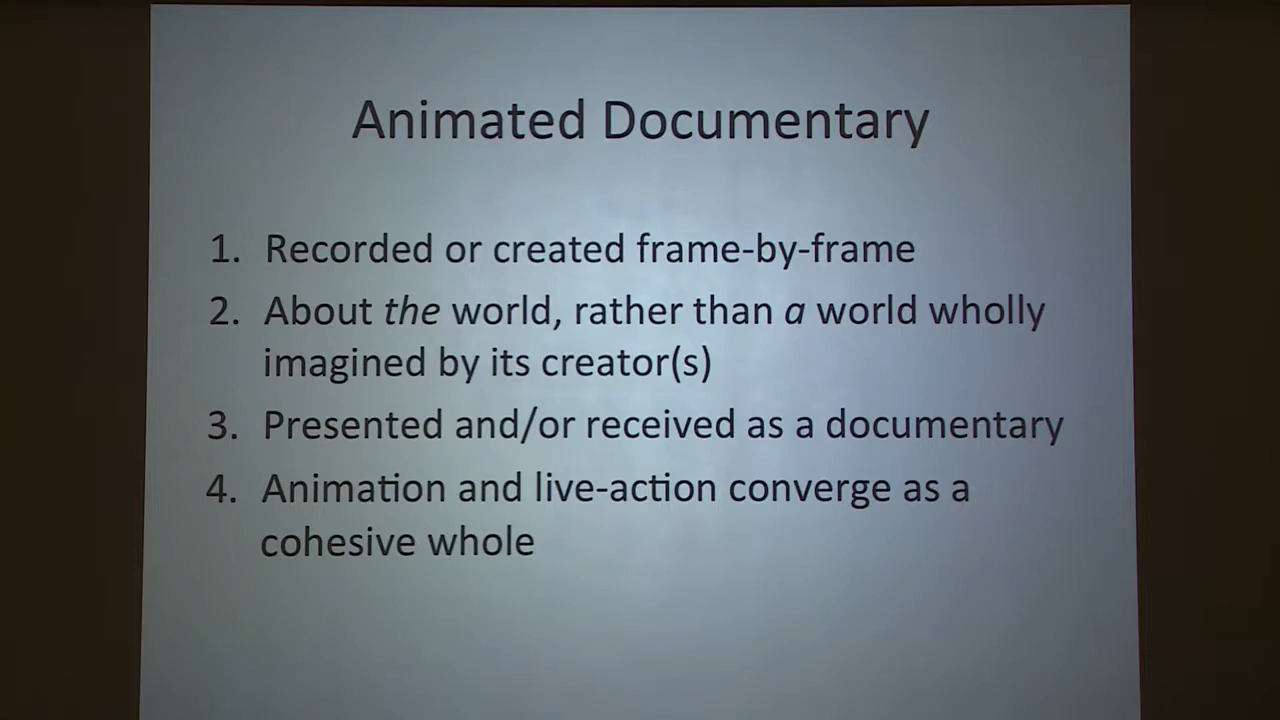 Animated Documentary
1. Recorded or created frame-by-frame
2. About the world, rather than a world wholly
imagined by its creator(s)
3. Presented and/or received as a documentary
4. Animation and live-action converge as a
cohesive whole